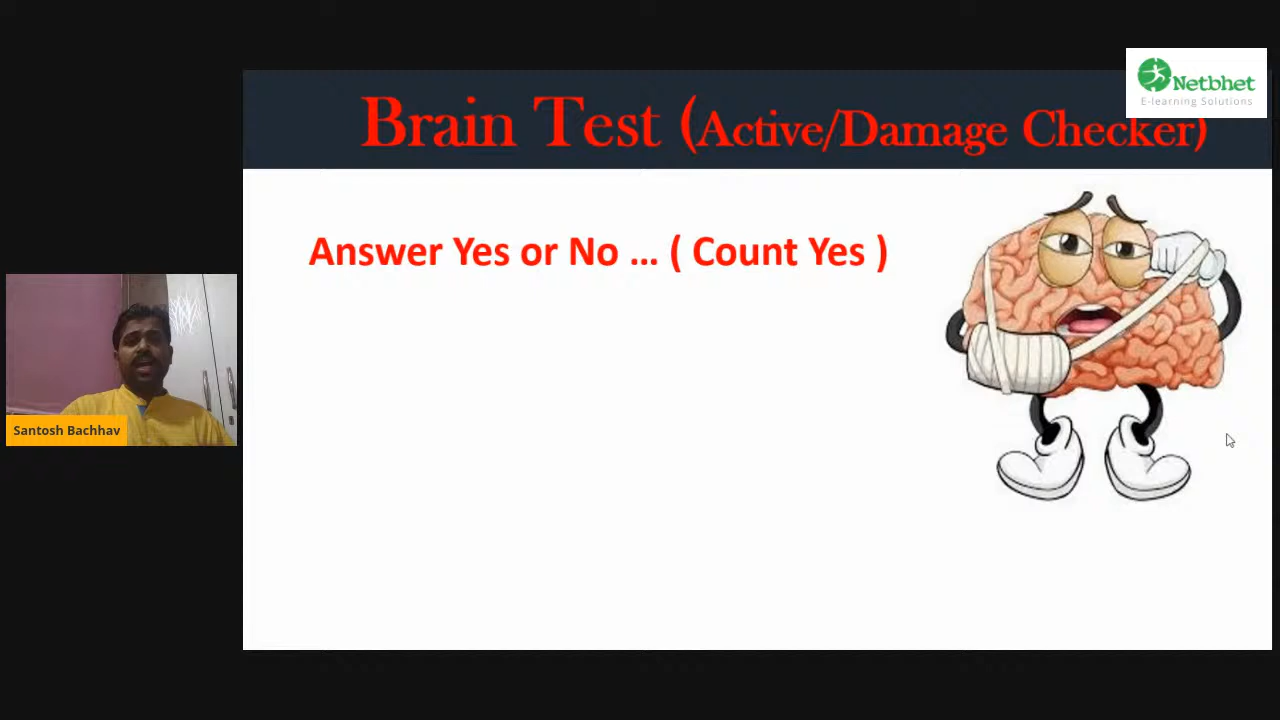 Netbhet
E-learning Solutions
Brain Test (Active/Damage Checker)
Answer Yes or No ... ( Count Yes )
Santosh Bachhav